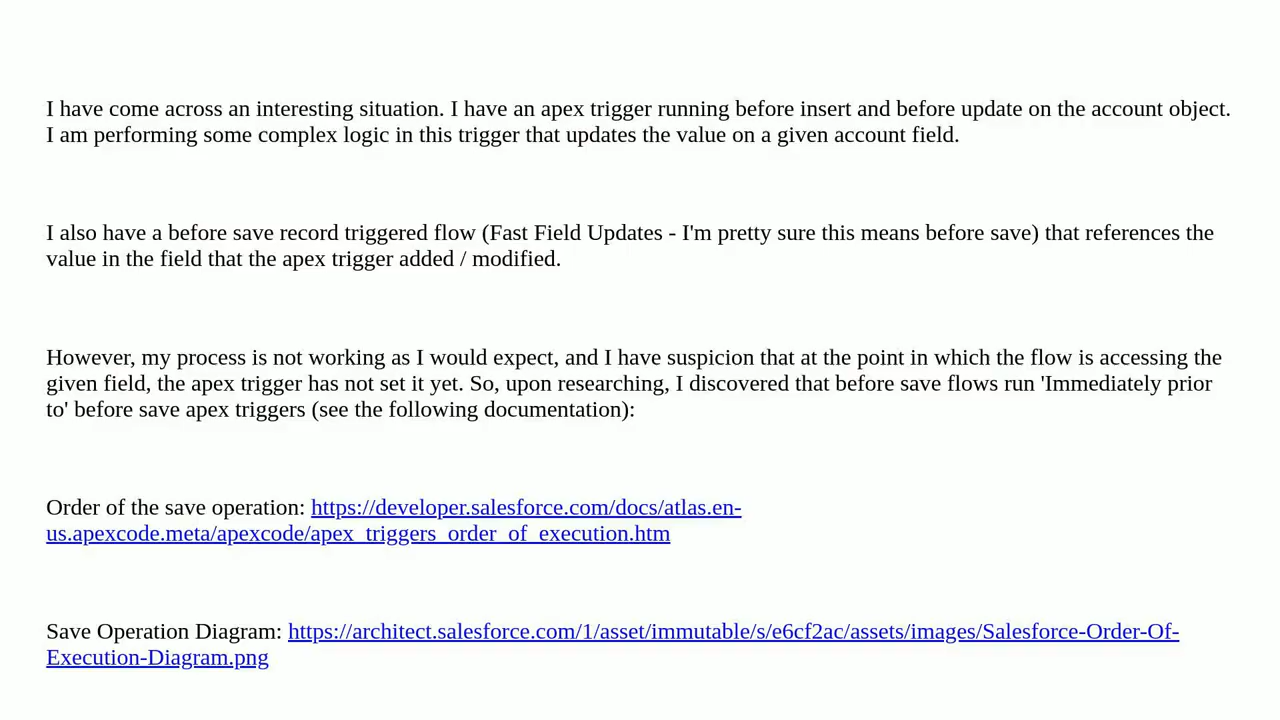 I have come across an interesting situation. I have an apex trigger running before insert and before update on the account object.
I am performing some complex logic in this trigger that updates the value on a given account field.
I also have a before save record triggered flow (Fast Field Updates - I'm pretty sure this means before save) that references the
value in the field that the apex trigger added / modified.
However, my process is not working as I would expect, and I have suspicion that at the point in which the flow is accessing the
given field, the apex trigger has not set it yet. So, upon researching, I discovered that before save flows run 'Immediately prior
to' before save apex triggers (see the following documentation):
Order of the save operation: https://developer.salesforce.com/docs/atlas.en-
us.apexcode.meta/apexcode/apex_triggers_order_of_execution.htm
Save Operation Diagram: https://architect.salesforce.com/1/asset/immutable/s/e6cf2ac/assets/images/Salesforce-Order-Of-
Execution-Diagram.png